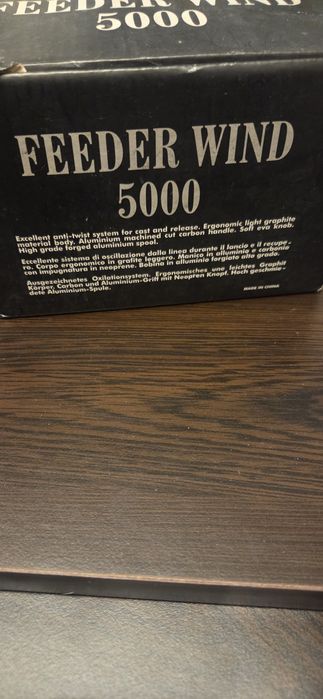 FEEDER WIND
5000
FEEDER WIND
5000
Excellent anti-twist system for cast and release. Ergonomic light graphite
material body. Aluminium machined cut carbon handle. Soft eva knob.
High grade forged aluminium spool.
Eccellente sistema di oscillazione dalla linea durante il lancio e il recupe-
ro. Corpo ergonomico in grafite leggero. Manico in alluminio e carbonio
con impugnatura in neoprene. Bobina in alluminio forgiato alto grado.
Ausgezeichnetes Oxilationsystem. Ergonomisches une leichtes Graphit
Körper, Carbon und Aluminium-Griff mit Neopren Knopf. Hoch geschmie-
dete Aluminium-Spule.
MADE IN CHINA